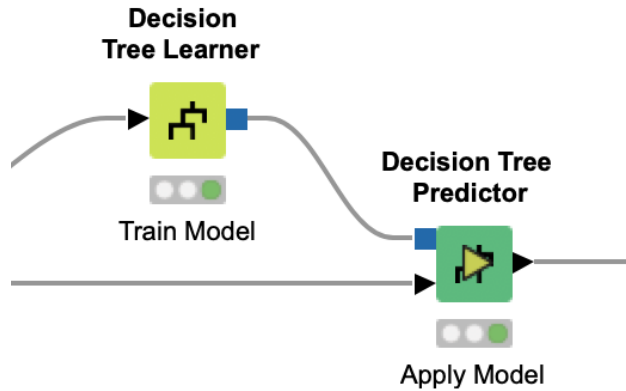 Decision
Tree Learner
Train Model
Decision Tree
Predictor
Apply Model